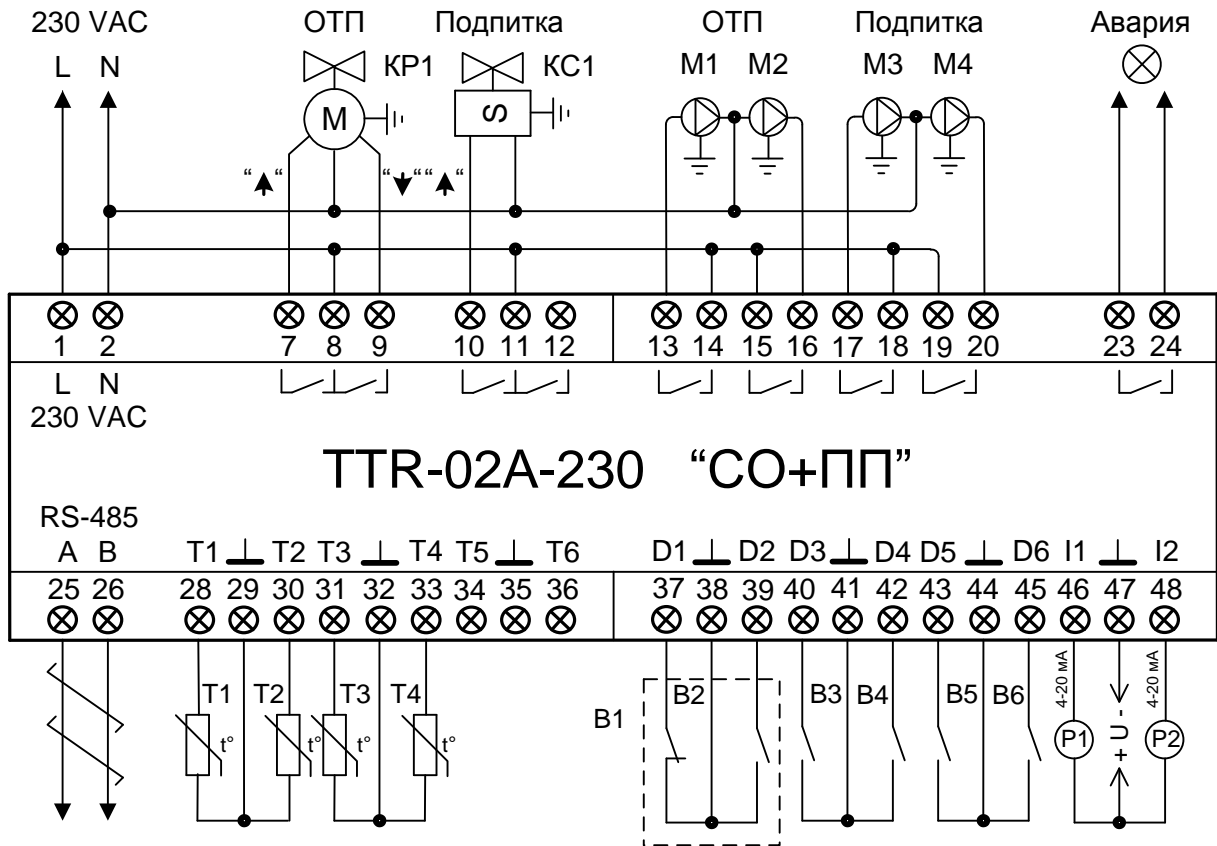 230 VAC ОТП Подпитка ОТП Подпитка Авария
L N КР1 КС1 М1 М2 М3 М4
М S
“ “ “ “ “
1 2 7 8 9 10 11 12 13 14 15 16 17 18 19 20 23 24
L N
230 VAC
TTR-02A-230 “СО+ПП”
RS-485
A B T1 T2 T3 T4 T5 T6 D1 D2 D3 D4 D5 D6 I1 I2
25 26 28 29 30 31 32 33 34 35 36 37 38 39 40 41 42 43 44 45 46 47 48
4-20 мА 4-20 мА
T1 T2 T3 T4 B1 B2 B3 B4 B5 B6
t° t° t° t° P1 + U - P2